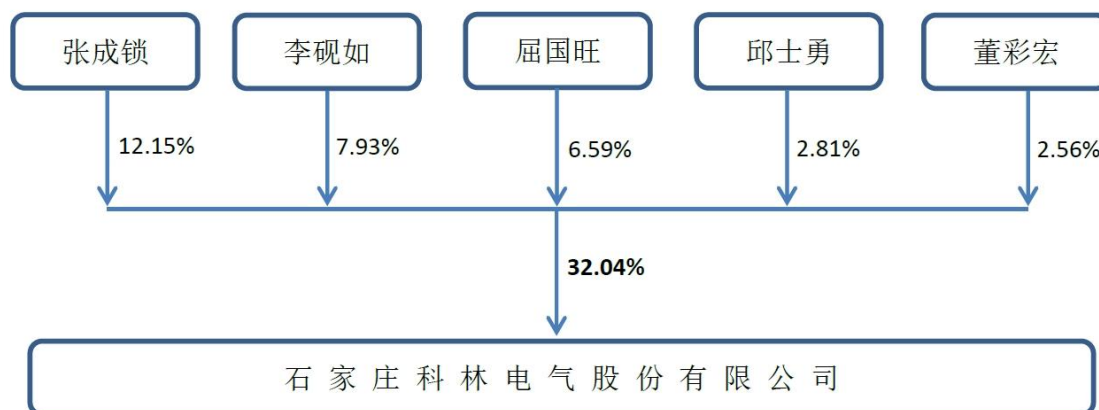 张成锁
李砚如
屈国旺
邱士勇
董彩宏
12.15%
7.93%
6.59%
2.81%
2.56%
32.04%
石家庄科林电气股份有限公司